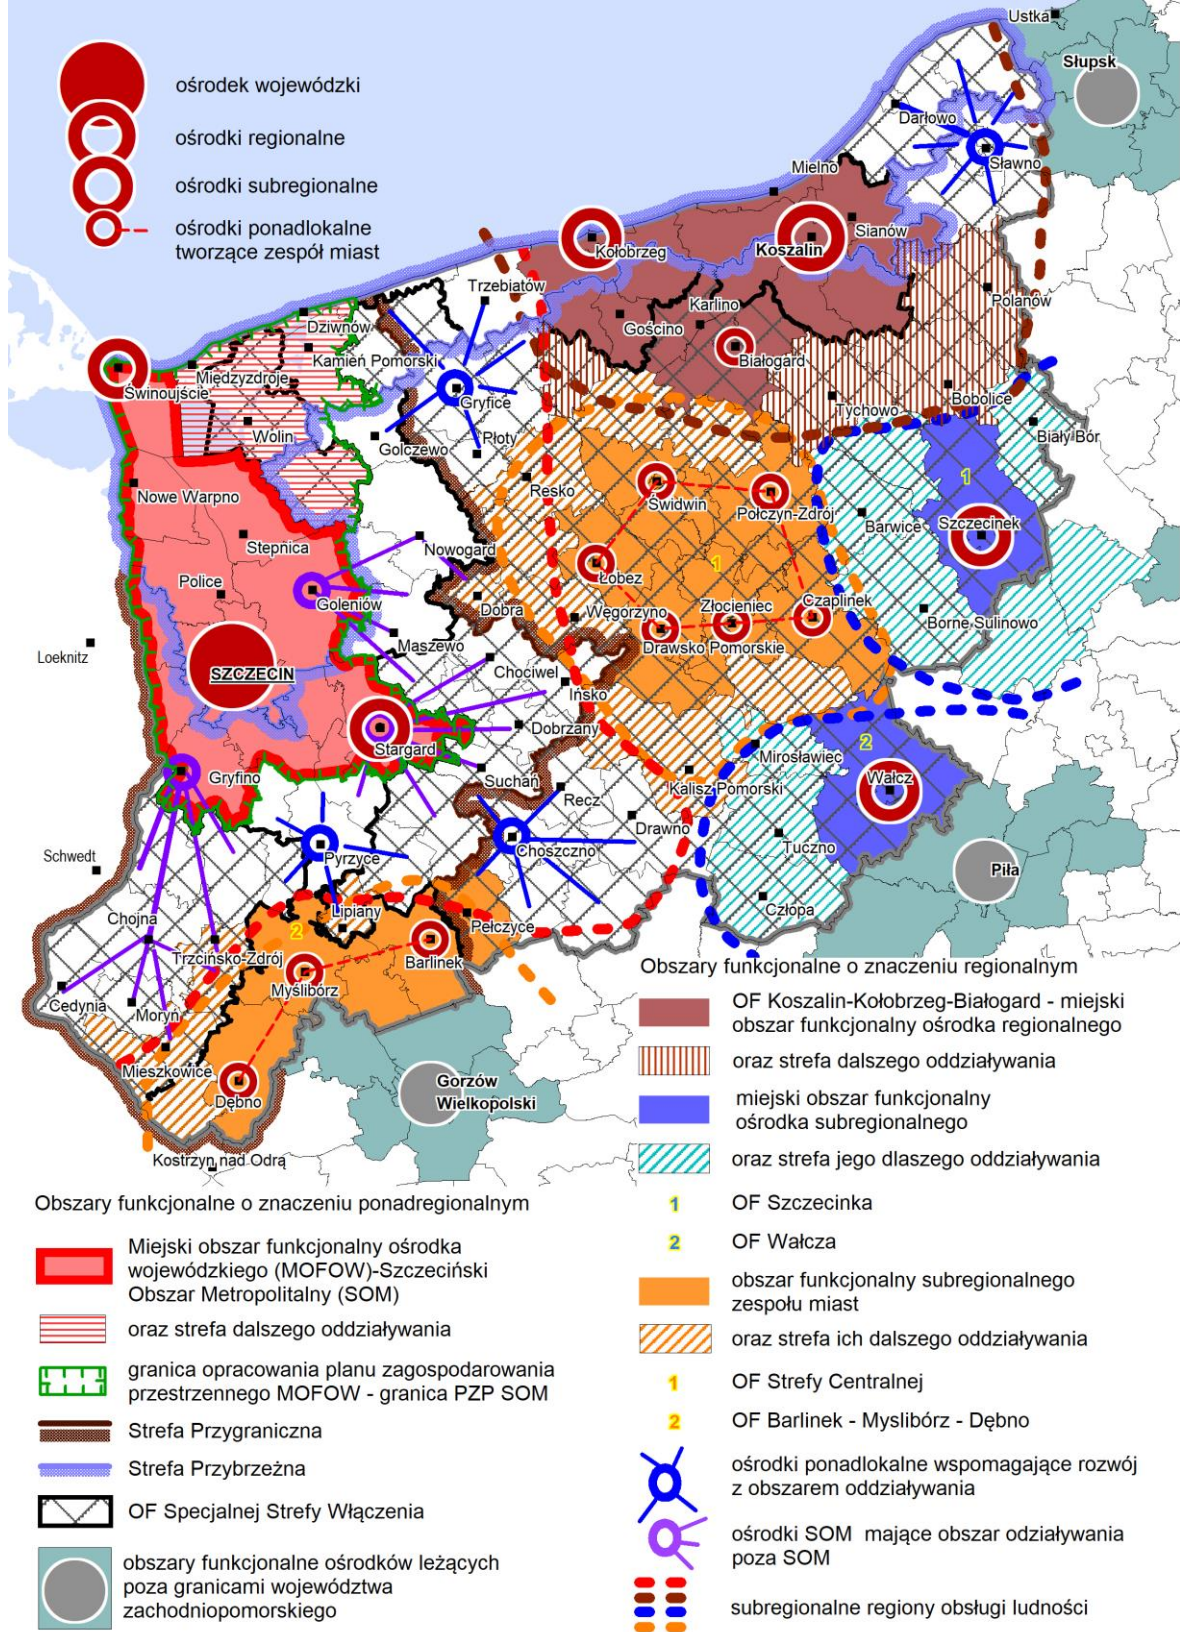 ośrodek wojewódzki
ośrodki regionalne
ośrodki subregionalne
ośrodki ponadlokalne
tworzące zespół miast
Ustka
Słupsk
Darłowo
Sławno
Mielno
Sianów
Kołobrzeg
Koszalin
Trzebiatów
Polanów
Karlino
Gościno
Białogard
Dziwnów
Kamień Pomorski
Międzyzdroje
Świnoujście
Gryfice
Bobolice
Tychowo
Wolin
Biały Bór
Golczewo
Płoty
Resko
Świdwin
Połczyn-Zdrój
1
Barwice
Szczecinek
Nowe Warpno
Stepnica
Nowogard
Police
Goleniów
Łobez
1
Dobra
Węgorzyno
Złocieniec
Czaplinek
Borne Sulinowo
Maszewo
Drawsko Pomorskie
Loeknitz
Chociwel
SZCZECIN
Ińsko
Dobrzany
Stargard
2
Mirosławiec
Suchań
Gryfino
Kalisz Pomorski
Wałcz
Recz
Drawno
Schwedt
Pyrzyce
Choszczno
Tuczno
Piła
Człopa
Chojna
Lipiany
Pełczyce
2
Trzcińsko-Zdrój
Barlinek
Myślibórz
Cedynia
Moryń
Mieszkowice
Dębno
Gorzów
Wielkopolski
Kostrzyn nad Odrą
Obszary funkcjonalne o znaczeniu ponadregionalnym
Miejski obszar funkcjonalny ośrodka
wojewódzkiego (MOFOW)-Szczeciński
Obszar Metropolitalny (SOM)
oraz strefa dalszego oddziaływania
granica opracowania planu zagospodarowania
przestrzennego MOFOW - granica PZP SOM
Strefa Przygraniczna
Strefa Przybrzeżna
OF Specjalnej Strefy Włączenia
obszary funkcjonalne ośrodków leżących
poza granicami województwa
zachodniopomorskiego
Obszary funkcjonalne o znaczeniu regionalnym
OF Koszalin-Kołobrzeg-Białogard - miejski
obszar funkcjonalny ośrodka regionalnego
oraz strefa dalszego oddziaływania
miejski obszar funkcjonalny
ośrodka subregionalnego
oraz strefa jego dlaszego oddziaływania
1 OF Szczecinka
2 OF Wałcza
obszar funkcjonalny subregionalnego
zespołu miast
oraz strefa ich dalszego oddziaływania
1 OF Strefy Centralnej
2 OF Barlinek - Myslibórz - Dębno
ośrodki ponadlokalne wspomagające rozwój
z obszarem oddziaływania
ośrodki SOM mające obszar odziaływania
poza SOM
subregionalne regiony obsługi ludności